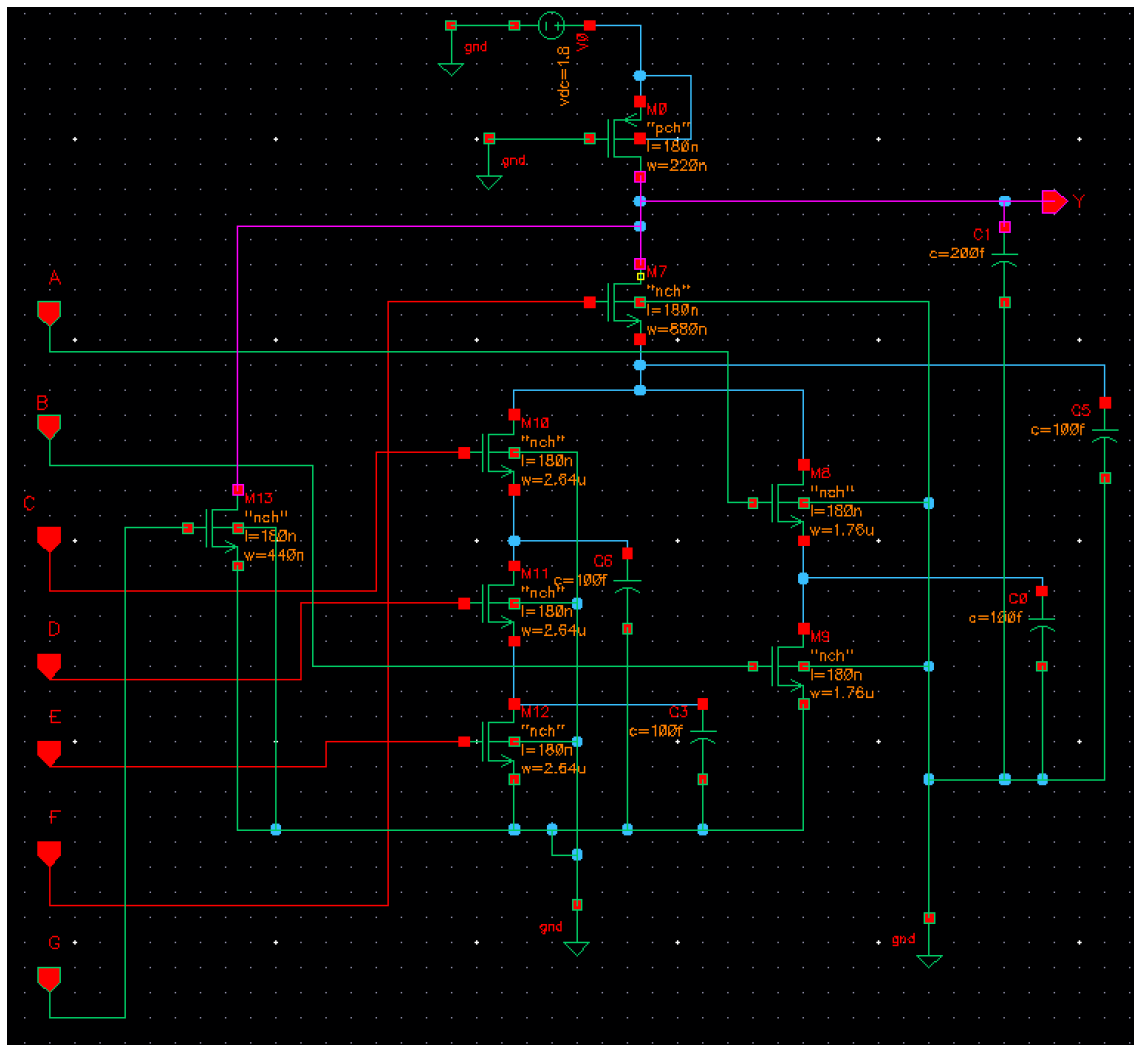 gnd
V0
vdc=1.8
M0
"pch"
l=180n
w=220n
gnd
Y
C1
c=200f
A
M7
"nch"
l=180n
w=880n
B
C5
c=100f
M10
"nch"
l=180n
w=2.64u
M8
"nch"
l=180n
w=1.76u
C
M13
"nch"
l=180n
w=440n
C6
c=100f
M11
"nch"
l=180n
w=2.64u
C0
c=100f
D
M9
"nch"
l=180n
w=1.76u
E
M12
"nch"
l=180n
w=2.64u
C3
c=100f
F
G
gnd
gnd